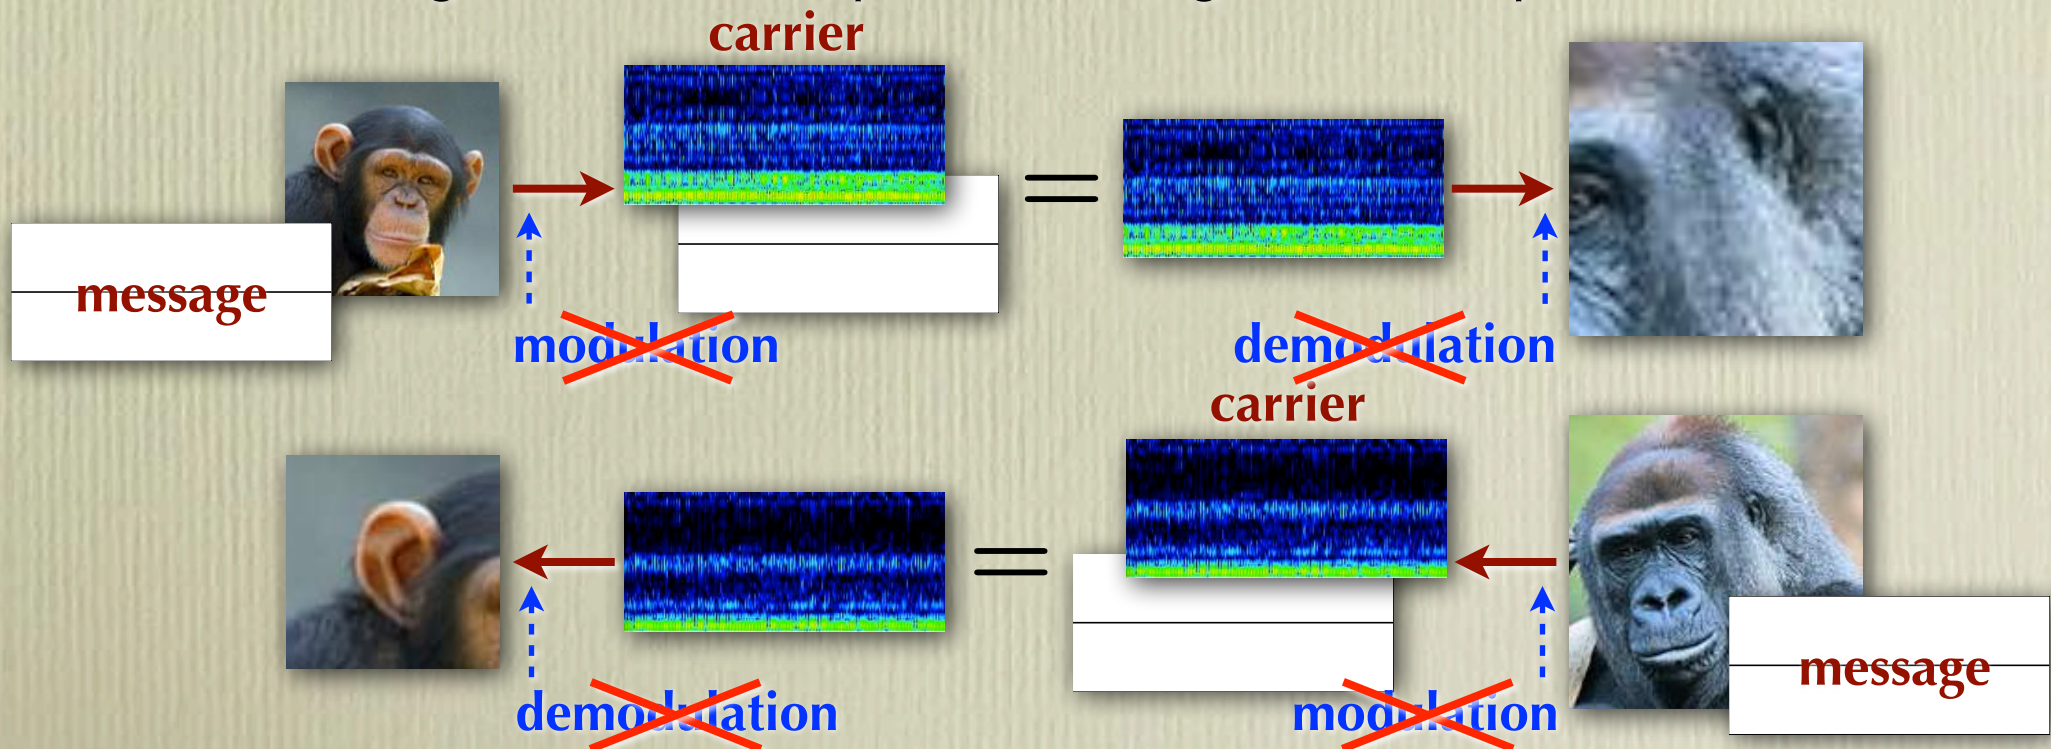 carrier
message
modulation
demodulation
carrier
demodulation
modulation
message